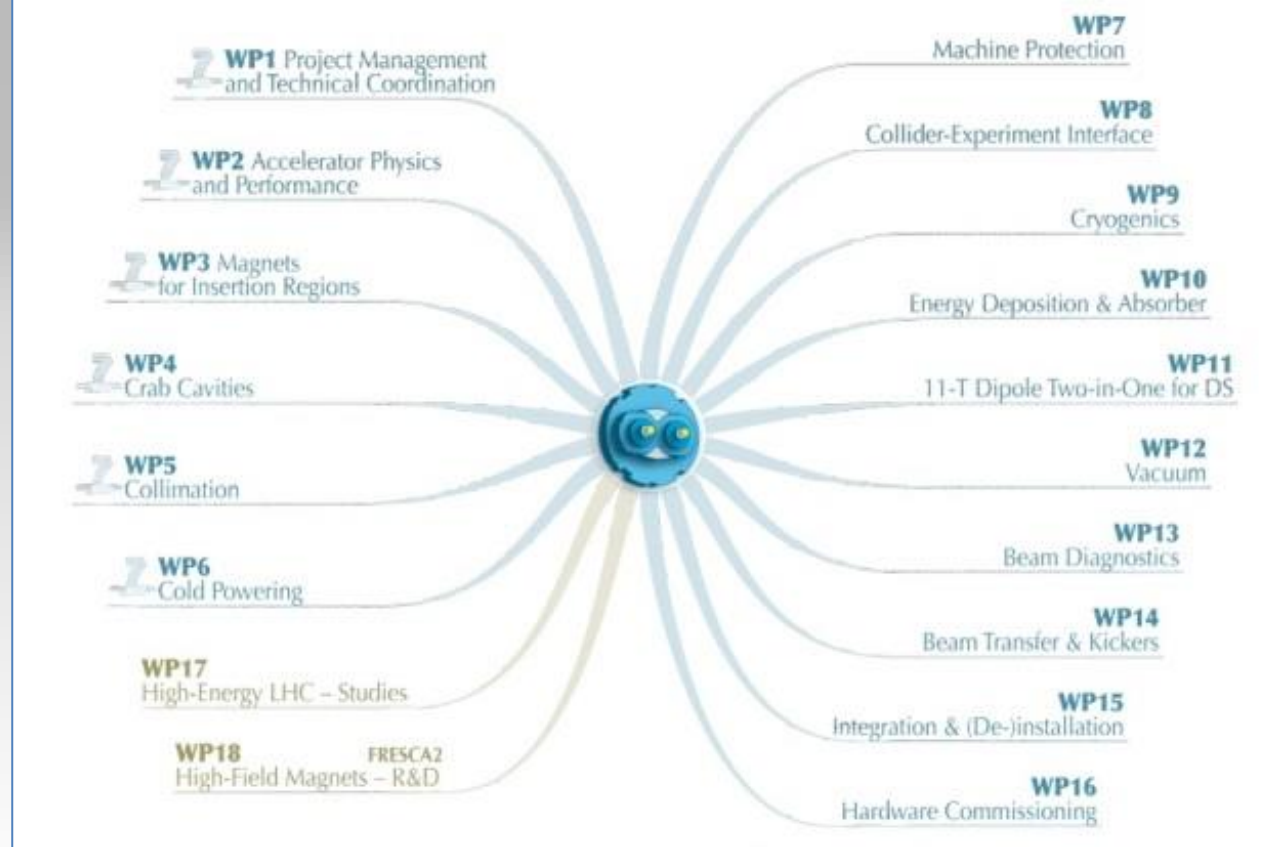 WP1 Project Management
and Technical Coordination
WP2 Accelerator Physics
and Performance
WP3 Magnets
for Insertion Regions
WP4
Crab Cavities
WP5
Collimation
WP6
Cold Powering
WP17
High-Energy LHC – Studies
WP18 FRESCA2
High-Field Magnets – R&D
WP7
Machine Protection
WP8
Collider-Experiment Interface
WP9
Cryogenics
WP10
Energy Deposition & Absorber
WP11
11-T Dipole Two-in-One for DS
WP12
Vacuum
WP13
Beam Diagnostics
WP14
Beam Transfer & Kickers
WP15
Integration & (De-)installation
WP16
Hardware Commissioning